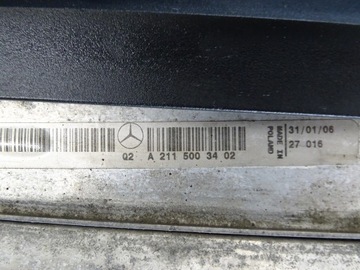 Q2 A 211 500 34 02
MADE IN
POLAND
31/01/06
27 016